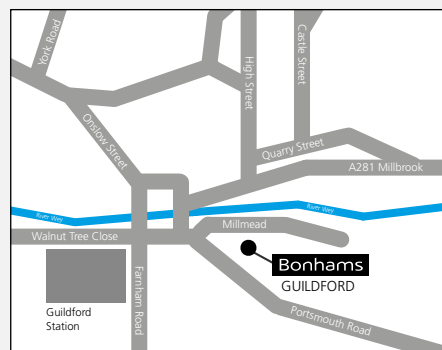 York Road
Castle Street
High Street
Onslow Street
Quarry Street
A281 Millbrook
River Wey
River Wey
Millmead
Walnut Tree Close
Bonhams
GUILDFORD
Farnham Road
Guildford
Station
Portsmouth Road